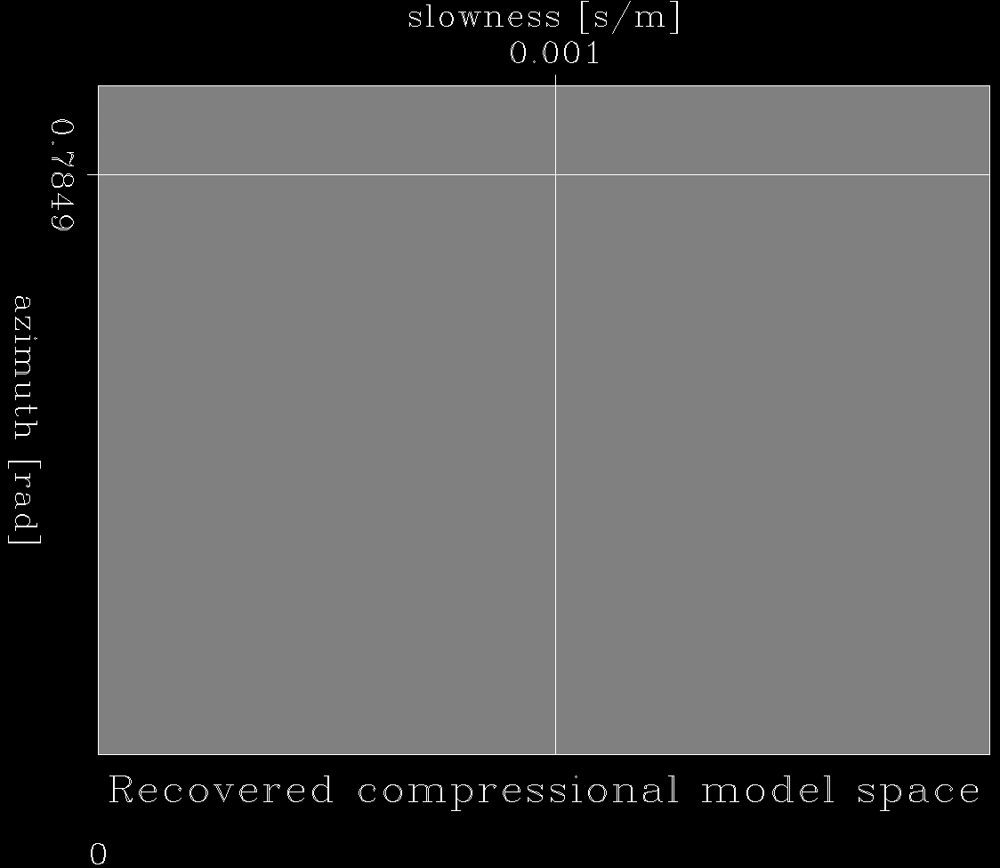 slowness [s/m]
0.001
0.7849
azimuth [rad]
Recovered compressional model space
0